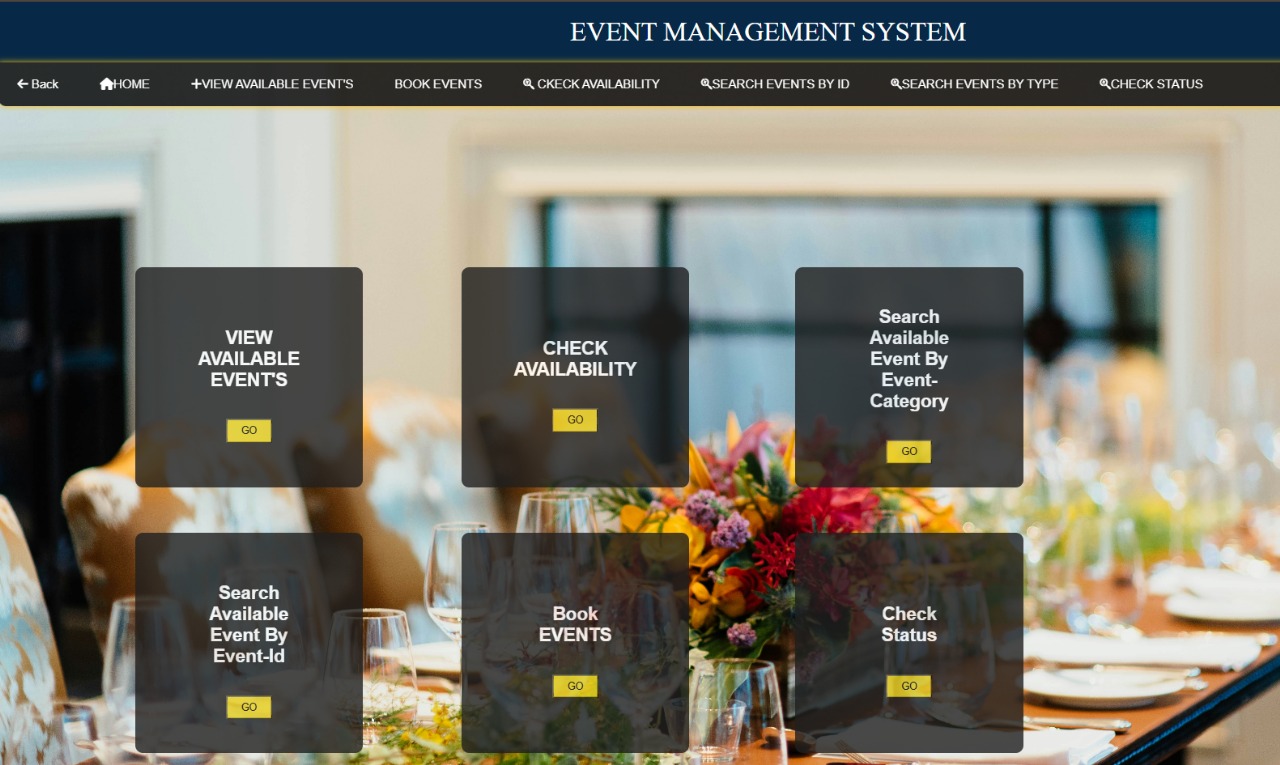 EVENT MANAGEMENT SYSTEM
Back HOME VIEW AVAILABLE EVENT'S BOOK EVENTS CKECK AVAILABILITY SEARCH EVENTS BY ID SEARCH EVENTS BY TYPE CHECK STATUS
VIEW
AVAILABLE
EVENT'S
GO
CHECK
AVAILABILITY
GO
Search
Available
Event By
Event-
Category
GO
Search
Available
Event By
Event-Id
GO
Book
EVENTS
GO
Check
Status
GO